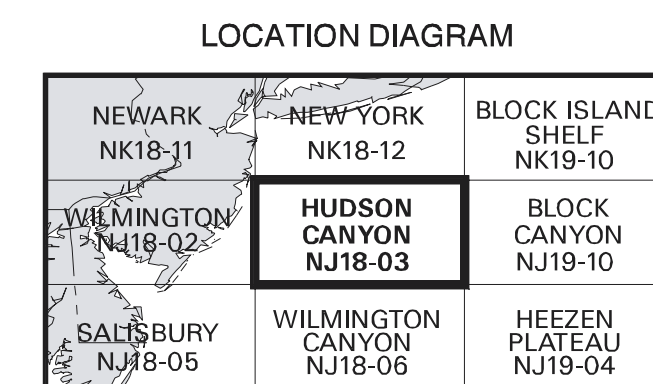 LOCATION DIAGRAM
NEWARK
NK18-11
NEW YORK
NK18-12
BLOCK ISLAND
SHELF
NK19-10
WILMINGTON
NJ18-02
HUDSON
CANYON
NJ18-03
BLOCK
CANYON
NJ19-10
SALISBURY
NJ18-05
WILMINGTON
CANYON
NJ18-06
HEEZEN
PLATEAU
NJ19-04